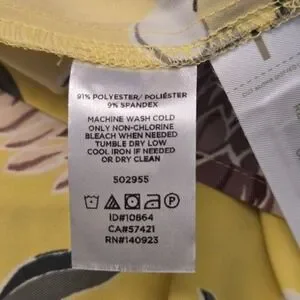 91% POLYESTER/ POLIÉSTER
9% SPANDEX
MACHINE WASH COLD
ONLY NON-CHLORINE
BLEACH WHEN NEEDED
TUMBLE DRY LOW
COOL IRON IF NEEDED
OR DRY CLEAN
502955
ID#10864
CA#57421
RN#140923